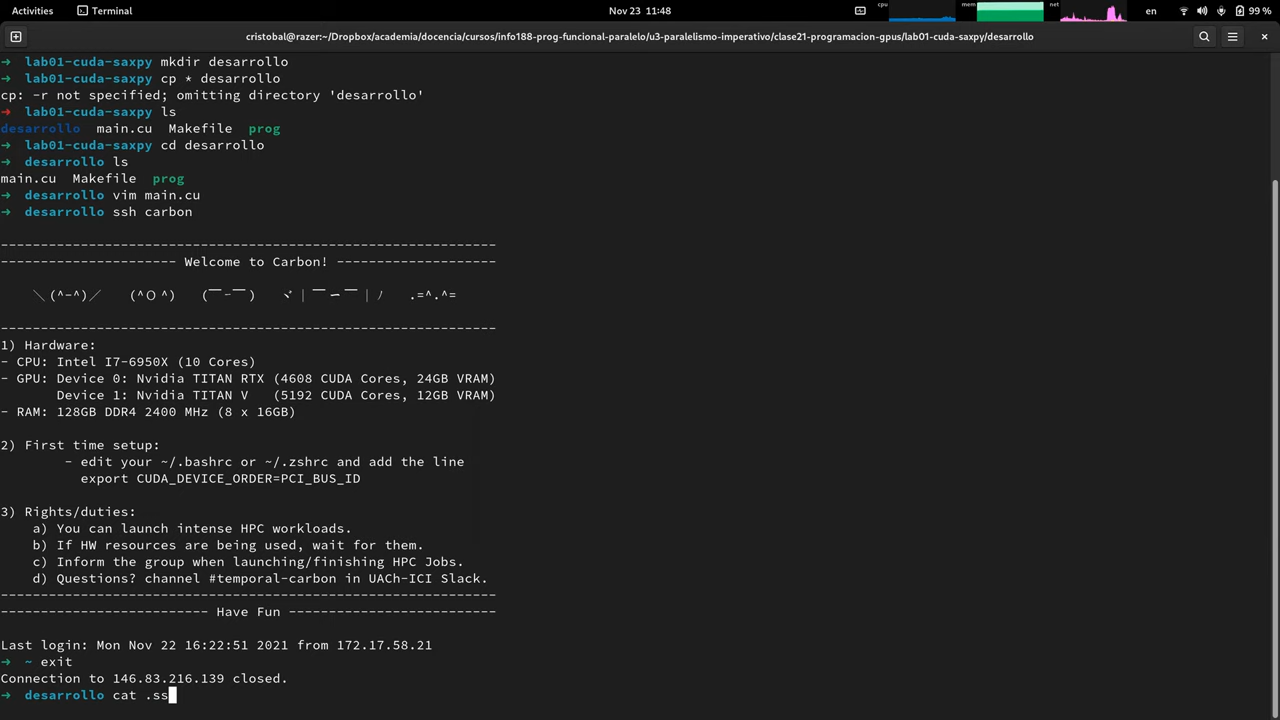 Activities Terminal Nov 23 11:48 cpu mem net en 99 %
cristobal@razer:~/Dropbox/academia/docencia/cursos/info188-prog-funcional-paralelo/u3-paralelismo-imperativo/clase21-programacion-gpus/lab01-cuda-saxpy/desarrollo
➜ lab01-cuda-saxpy mkdir desarrollo
➜ lab01-cuda-saxpy cp * desarrollo
cp: -r not specified; omitting directory 'desarrollo'
➜ lab01-cuda-saxpy ls
desarrollo main.cu Makefile prog
➜ lab01-cuda-saxpy cd desarrollo
➜ desarrollo ls
main.cu Makefile prog
➜ desarrollo vim main.cu
➜ desarrollo ssh carbon
--------------------------------------------------------------
---------------------- Welcome to Carbon! --------------------
＼(^-^)／ (^O^) (￣-￣) ヾ|￣ー￣|ﾉ .=^.^=
--------------------------------------------------------------
1) Hardware:
- CPU: Intel I7-6950X (10 Cores)
- GPU: Device 0: Nvidia TITAN RTX (4608 CUDA Cores, 24GB VRAM)
Device 1: Nvidia TITAN V (5192 CUDA Cores, 12GB VRAM)
- RAM: 128GB DDR4 2400 MHz (8 x 16GB)
2) First time setup:
- edit your ~/.bashrc or ~/.zshrc and add the line
export CUDA_DEVICE_ORDER=PCI_BUS_ID
3) Rights/duties:
a) You can launch intense HPC workloads.
b) If HW resources are being used, wait for them.
c) Inform the group when launching/finishing HPC Jobs.
d) Questions? channel #temporal-carbon in UACh-ICI Slack.
-------------------------- Have Fun --------------------------
Last login: Mon Nov 22 16:22:51 2021 from 172.17.58.21
➜ ~ exit
Connection to 146.83.216.139 closed.
➜ desarrollo cat .ss